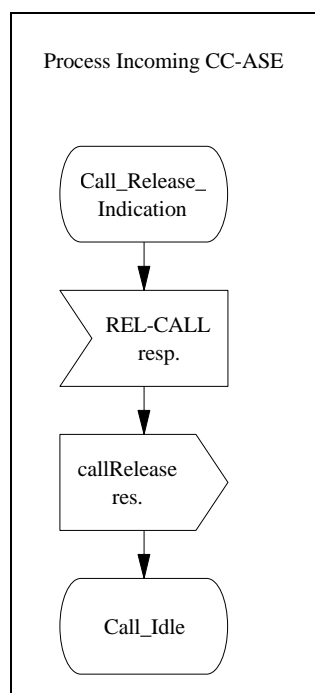 Process Incoming CC-ASE
Call_Release_
Indication
REL-CALL
resp.
callRelease
res.
Call_Idle